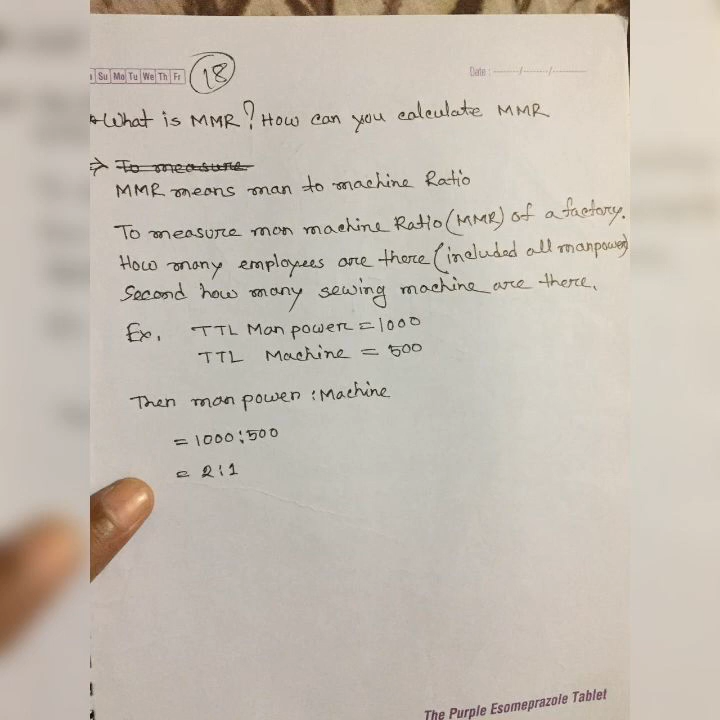 Su Mo Tu We Th Fr
18
Date : ------/------/--------
What is MMR? How can you calculate MMR
⇒ To measure
MMR means man to machine Ratio
To measure man machine Ratio (MMR) of a factory.
How many employees are there (included all manpower)
Second how many sewing machine are there.
Ex. TTL Man power = 1000
TTL Machine = 500
Then man power : Machine
= 1000:500
= 2:1
The Purple Esomeprazole Tablet